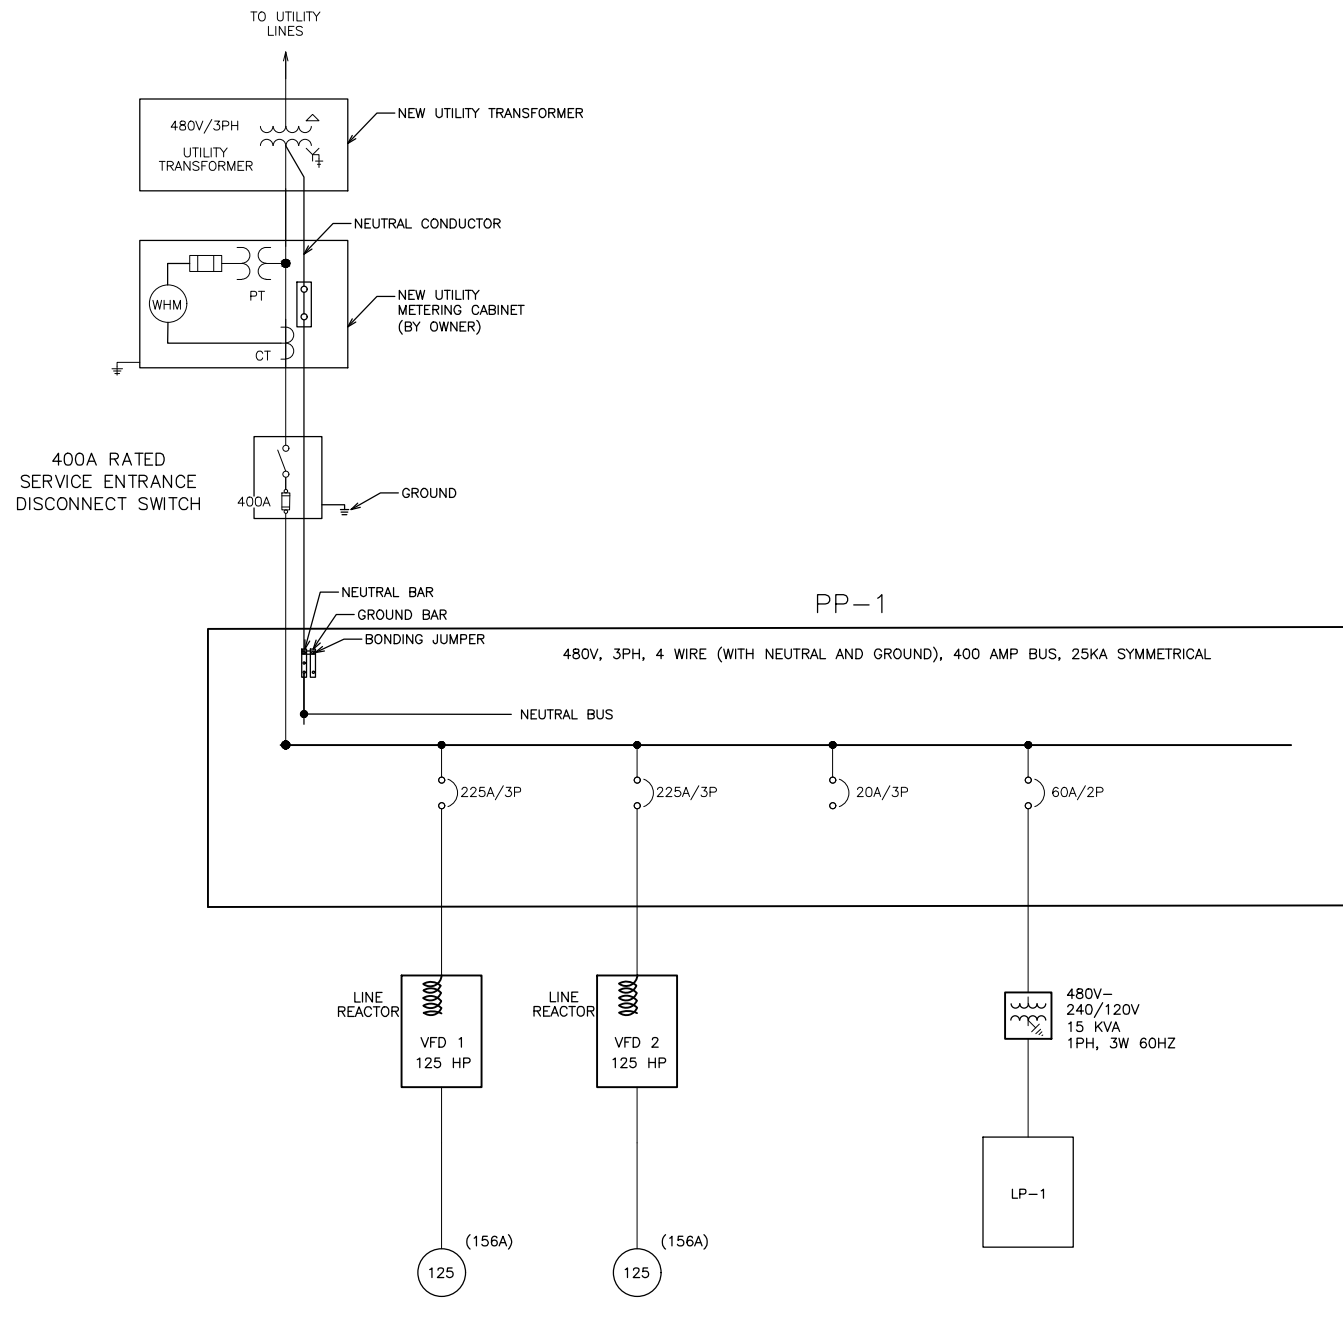 TO UTILITY
LINES
480V/3PH
UTILITY
TRANSFORMER
NEW UTILITY TRANSFORMER
NEUTRAL CONDUCTOR
PT
WHM
CT
NEW UTILITY
METERING CABINET
(BY OWNER)
400A RATED
SERVICE ENTRANCE
DISCONNECT SWITCH
400A
GROUND
NEUTRAL BAR
GROUND BAR
BONDING JUMPER
PP-1
480V, 3PH, 4 WIRE (WITH NEUTRAL AND GROUND), 400 AMP BUS, 25KA SYMMETRICAL
NEUTRAL BUS
225A/3P
225A/3P
20A/3P
60A/2P
LINE
REACTOR
VFD 1
125 HP
LINE
REACTOR
VFD 2
125 HP
480V-
240/120V
15 KVA
1PH, 3W 60HZ
LP-1
(156A)
125
(156A)
125